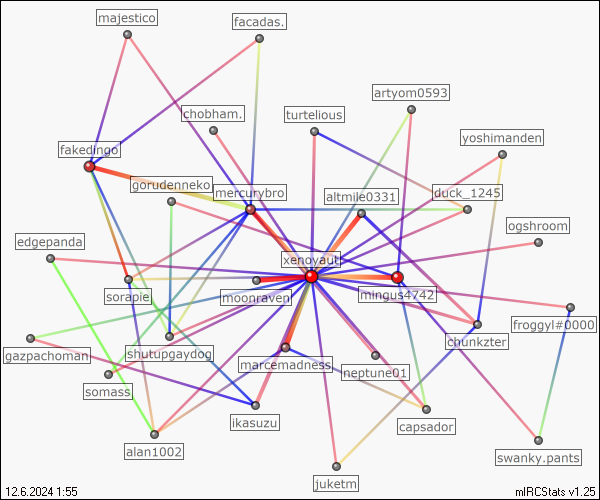 majestico
facadas.
artyom0593
chobham.
turtelious
yoshimanden
fakedingo
gorudenneko
mercurybro
altmile0331
duck_1245
ogshroom
edgepanda
xenoyaut
sorapie
moonraven
mingus4742
froggyl#0000
gazpachoman
shutupgaydog
marcemadness
neptune01
chunkzter
somass
ikasuzu
capsador
alan1002
swanky.pants
juketm
12.6.2024 1:55
mIRCStats v1.25